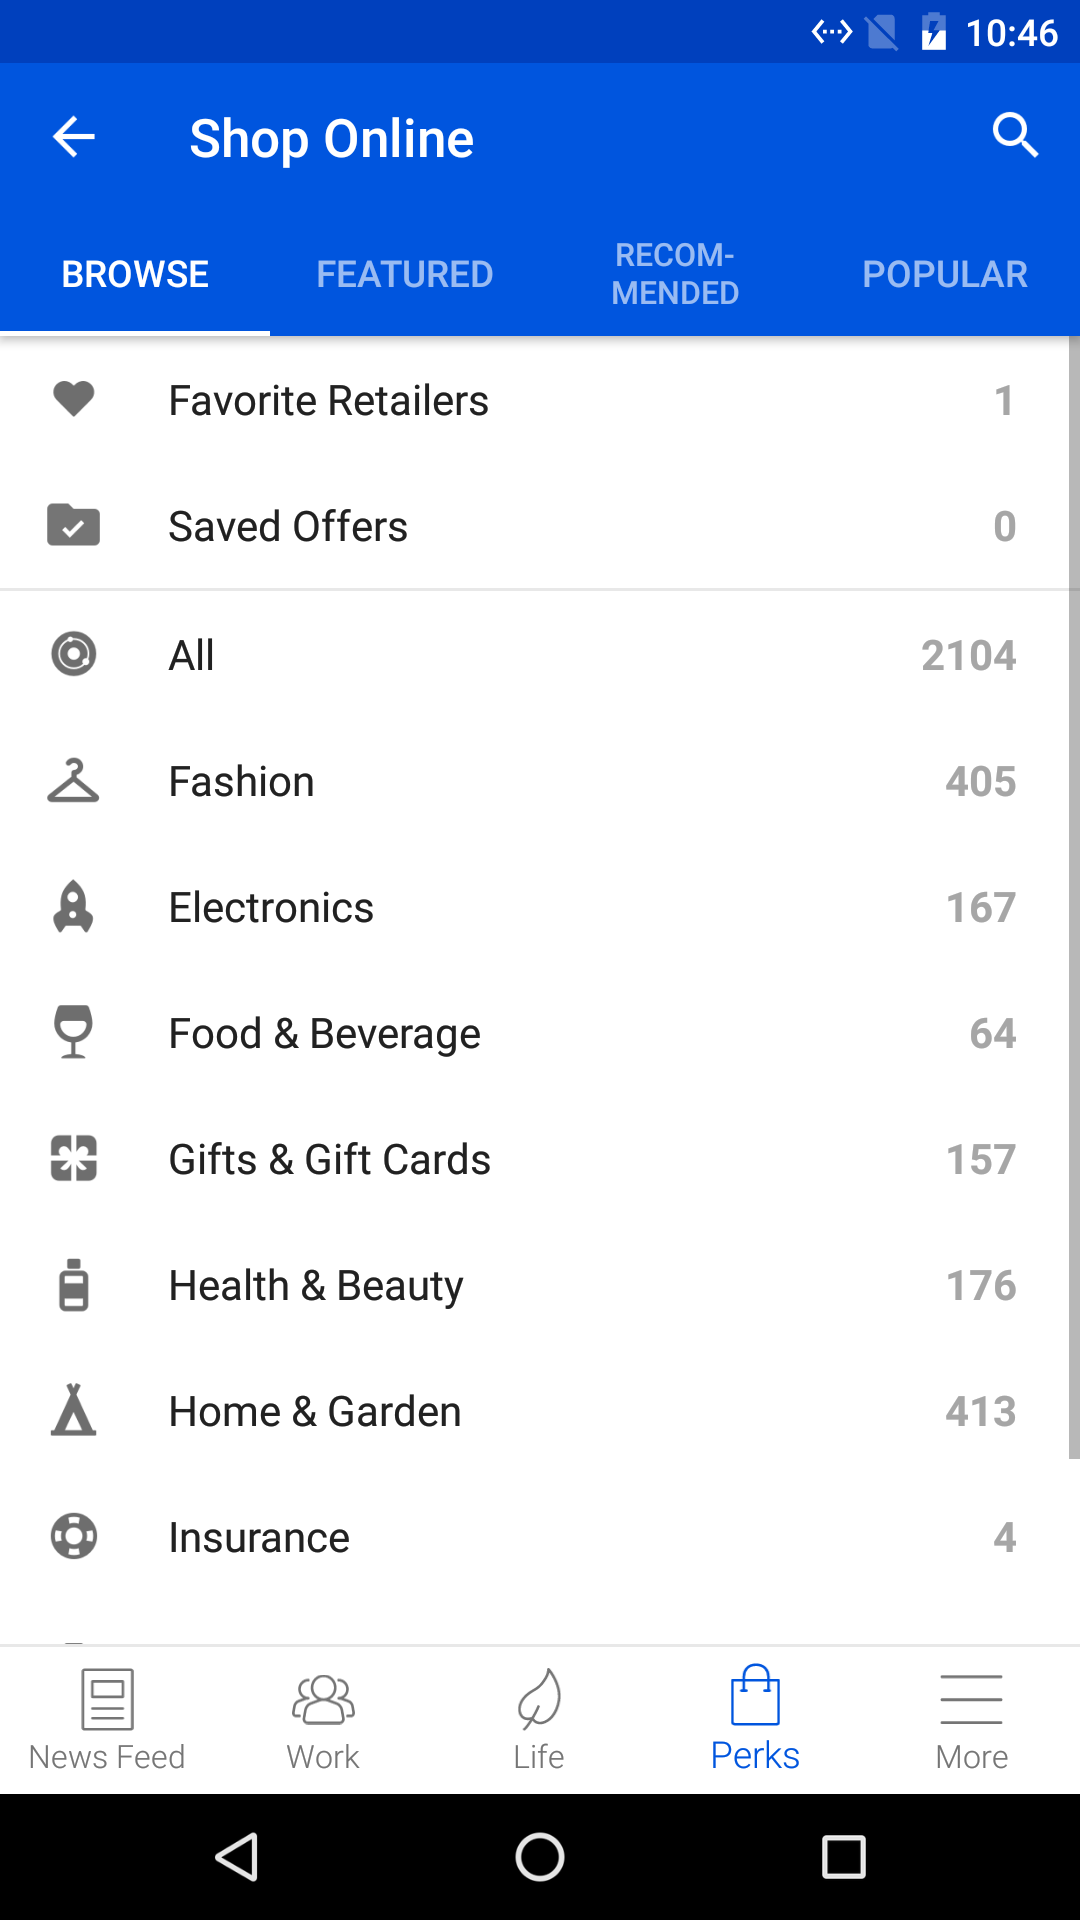 10:46
Shop Online
BROWSE
FEATURED
RECOM-
MENDED
POPULAR
Favorite Retailers 1
Saved Offers 0
All 2104
Fashion 405
Electronics 167
Food & Beverage 64
Gifts & Gift Cards 157
Health & Beauty 176
Home & Garden 413
Insurance 4
News Feed Work Life Perks More